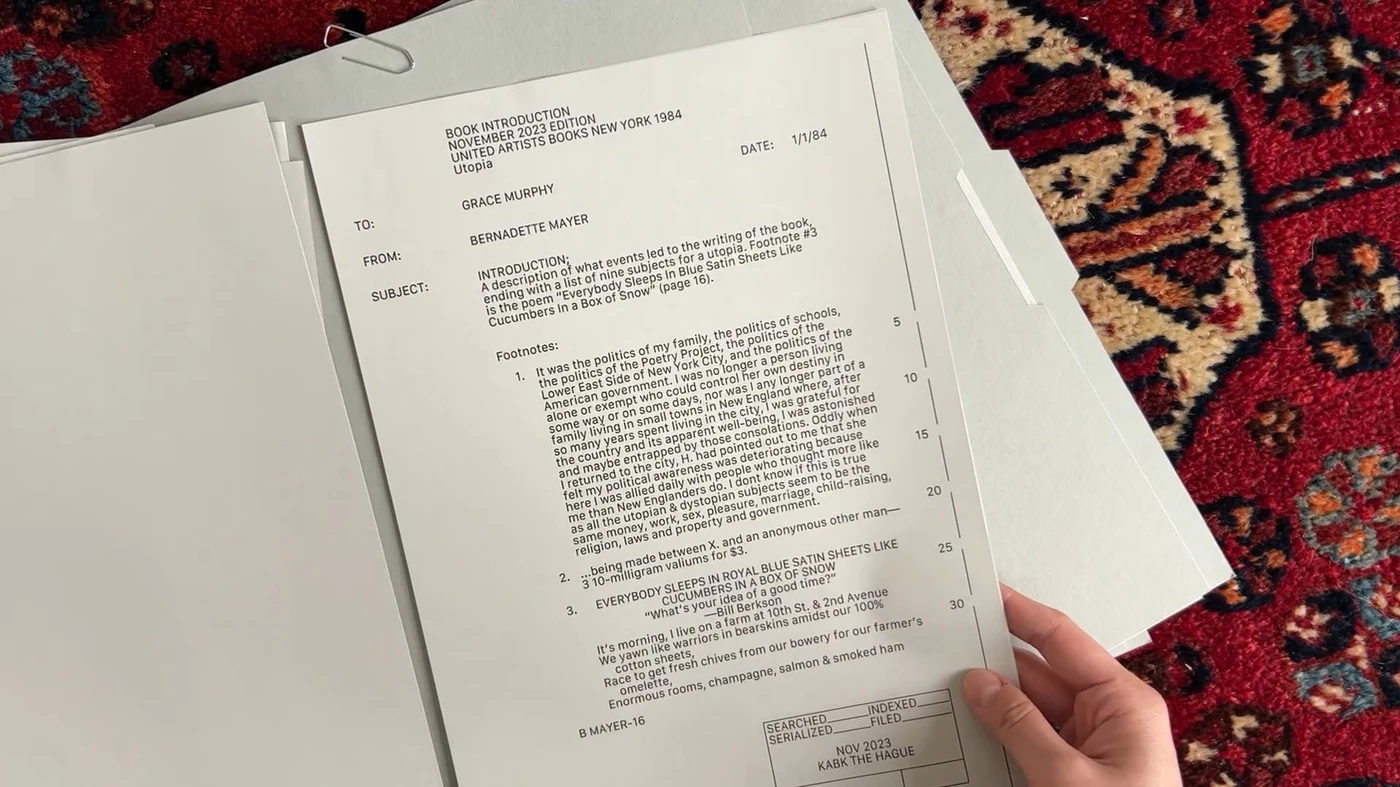 BOOK INTRODUCTION
NOVEMBER 2023 EDITION
UNITED ARTISTS BOOKS NEW YORK 1984
Utopia
DATE: 1/1/84
TO: GRACE MURPHY
FROM: BERNADETTE MAYER
SUBJECT: INTRODUCTION;
A description of what events led to the writing of the book,
ending with a list of nine subjects for a utopia. Footnote #3
is the poem "Everybody Sleeps In Blue Satin Sheets Like
Cucumbers In a Box of Snow" (page 16).
Footnotes:
1. It was the politics of my family, the politics of schools,
the politics of the Poetry Project, the politics of the
Lower East Side of New York City, and the politics of the
American government. I was no longer a person living
alone or exempt who could control her own destiny in
some way or on some days, nor was I any longer part of a
family living in small towns in New England where, after
so many years spent living in the city, I was grateful for
the country and its apparent well-being, I was astonished
and maybe entrapped by those consolations. Oddly when
I returned to the city, H. had pointed out to me that she
felt my political awareness was deteriorating because
here I was allied daily with people who thought more like
me than New Englanders do. I dont know if this is true
as all the utopian & dystopian subjects seem to be the
same money, work, sex, pleasure, marriage, child-raising,
religion, laws and property and government.
2. ...being made between X. and an anonymous other man—
3 10-milligram valiums for $3.
3. EVERYBODY SLEEPS IN ROYAL BLUE SATIN SHEETS LIKE
CUCUMBERS IN A BOX OF SNOW
"What's your idea of a good time?"
—Bill Berkson
It's morning, I live on a farm at 10th St. & 2nd Avenue
We yawn like warriors in bearskins amidst our 100%
cotton sheets,
Race to get fresh chives from our bowery for our farmer's
omelette,
Enormous rooms, champagne, salmon & smoked ham
5
10
15
20
25
30
B MAYER-16
SEARCHED INDEXED
SERIALIZED FILED
NOV 2023
KABK THE HAGUE